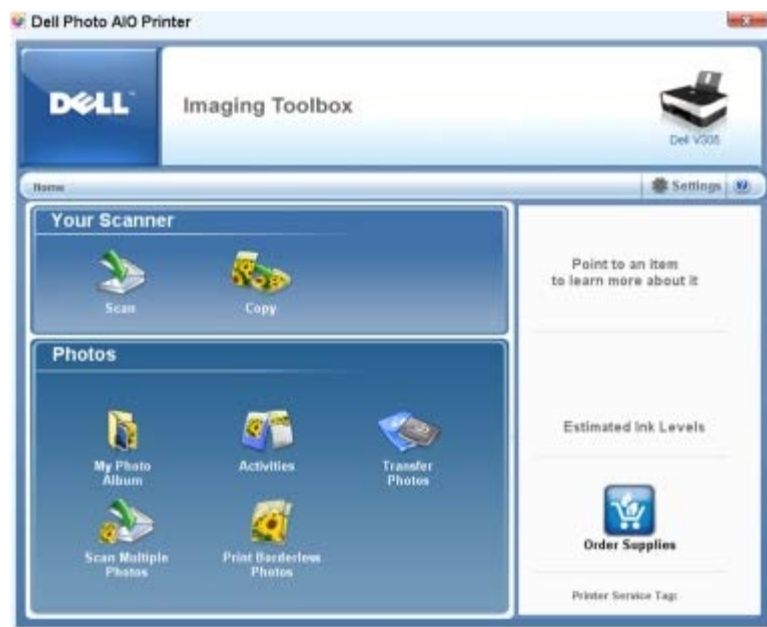 Dell Photo AIO Printer
DELL
Imaging Toolbox
Dell V305
Home
Settings
?
Your Scanner
Scan
Copy
Point to an item
to learn more about it
Photos
My Photo
Album
Activities
Transfer
Photos
Scan Multiple
Photos
Print Borderless
Photos
Estimated Ink Levels
Order Supplies
Printer Service Tag: